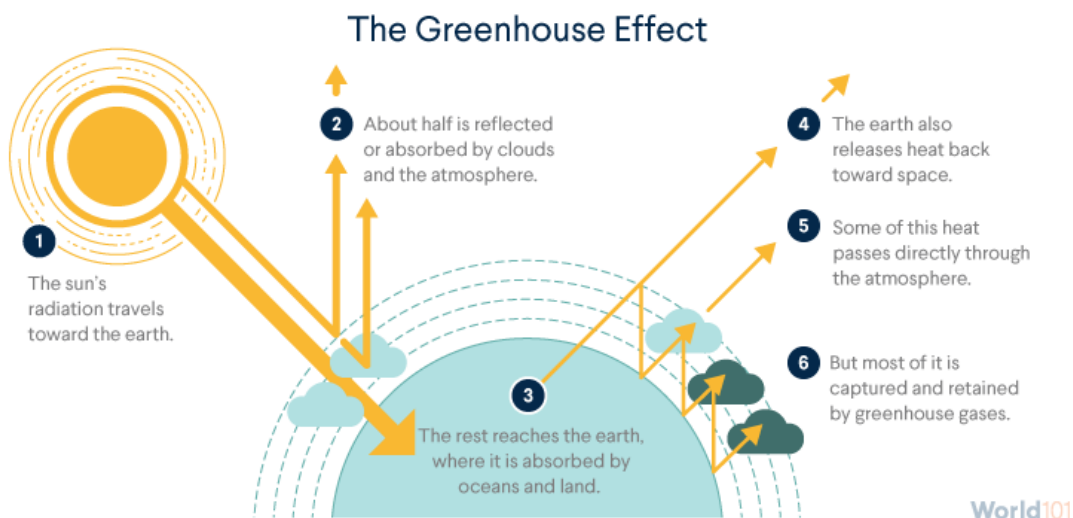 The Greenhouse Effect
1
The sun's
radiation travels
toward the earth.
2
About half is reflected
or absorbed by clouds
and the atmosphere.
3
The rest reaches the earth,
where it is absorbed by
oceans and land.
4
The earth also
releases heat back
toward space.
5
Some of this heat
passes directly through
the atmosphere.
6
But most of it is
captured and retained
by greenhouse gases.
World101